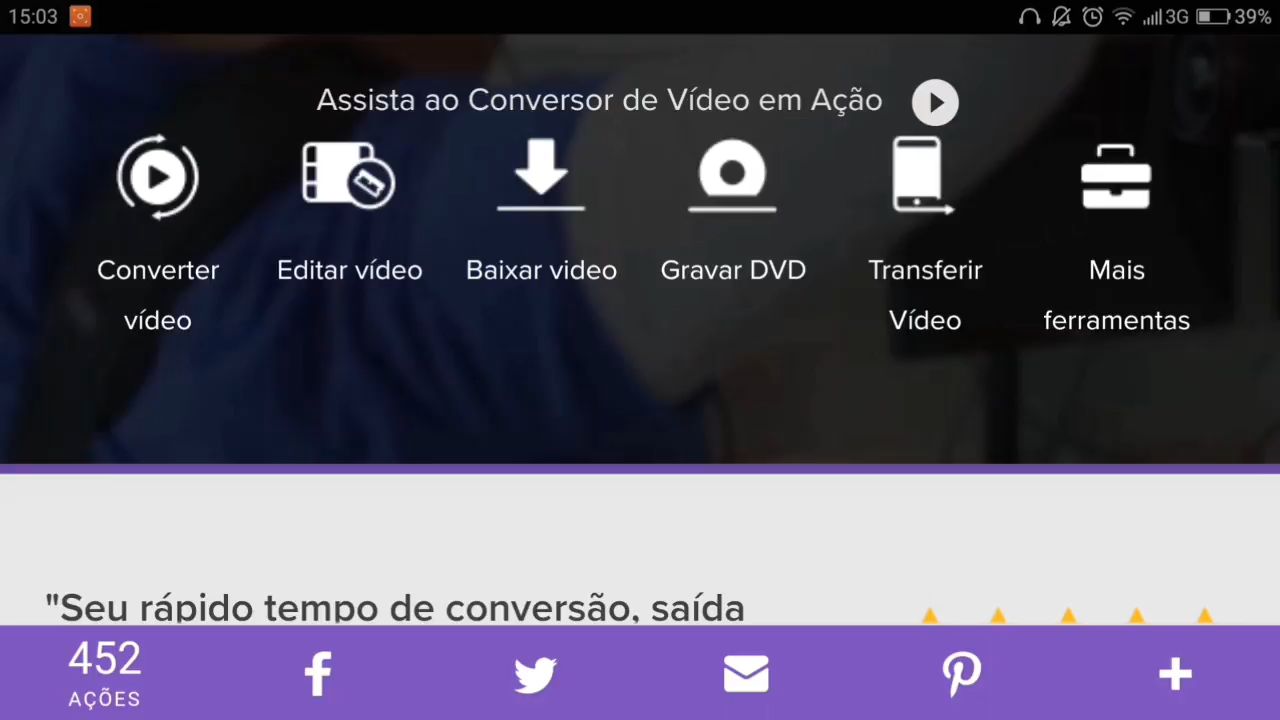 15:03
3G
39%
Assista ao Conversor de Vídeo em Ação
Converter
vídeo
Editar vídeo
Baixar video
Gravar DVD
Transferir
Vídeo
Mais
ferramentas
"Seu rápido tempo de conversão, saída
452
AÇÕES